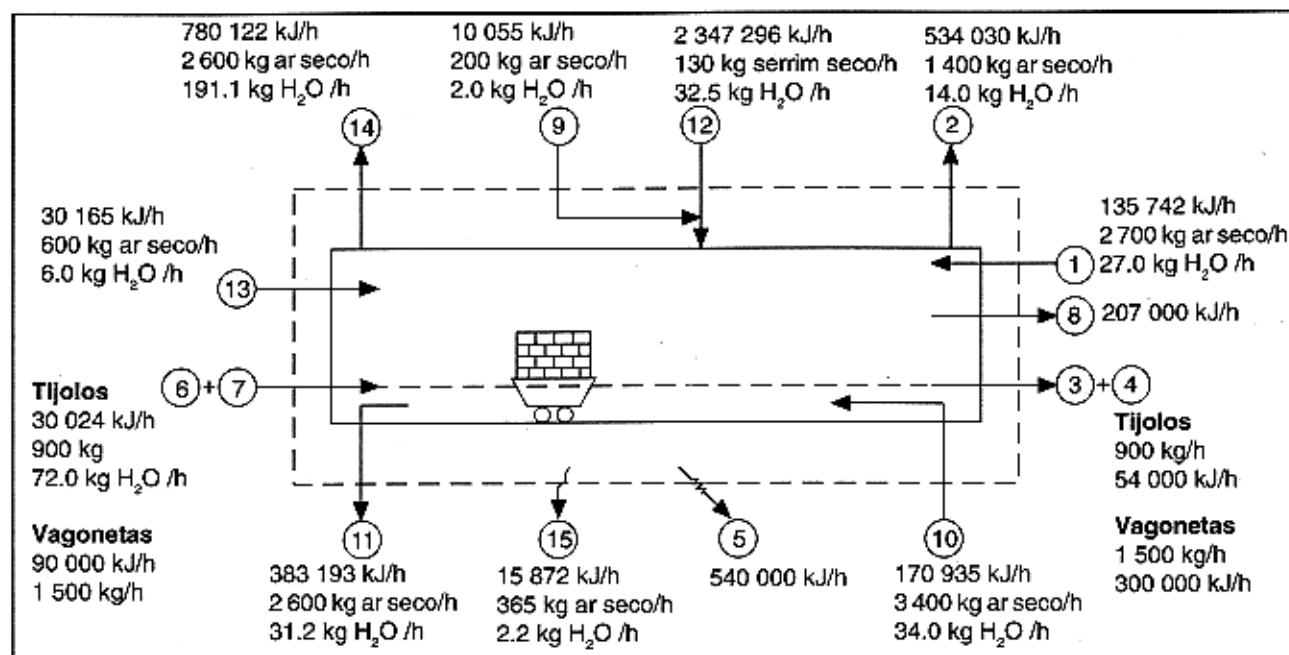 780 122 kJ/h
2 600 kg ar seco/h
191.1 kg H₂O /h
14
10 055 kJ/h
200 kg ar seco/h
2.0 kg H₂O /h
9
2 347 296 kJ/h
130 kg serrim seco/h
32.5 kg H₂O /h
12
534 030 kJ/h
1 400 kg ar seco/h
14.0 kg H₂O /h
2
30 165 kJ/h
600 kg ar seco/h
6.0 kg H₂O /h
13
135 742 kJ/h
2 700 kg ar seco/h
27.0 kg H₂O /h
1
8 207 000 kJ/h
Tijolos
30 024 kJ/h
900 kg
72.0 kg H₂O /h
6 + 7
Vagonetas
90 000 kJ/h
1 500 kg/h
3 + 4
Tijolos
900 kg/h
54 000 kJ/h
Vagonetas
1 500 kg/h
300 000 kJ/h
11
383 193 kJ/h
2 600 kg ar seco/h
31.2 kg H₂O /h
15
15 872 kJ/h
365 kg ar seco/h
2.2 kg H₂O /h
5
540 000 kJ/h
10
170 935 kJ/h
3 400 kg ar seco/h
34.0 kg H₂O /h